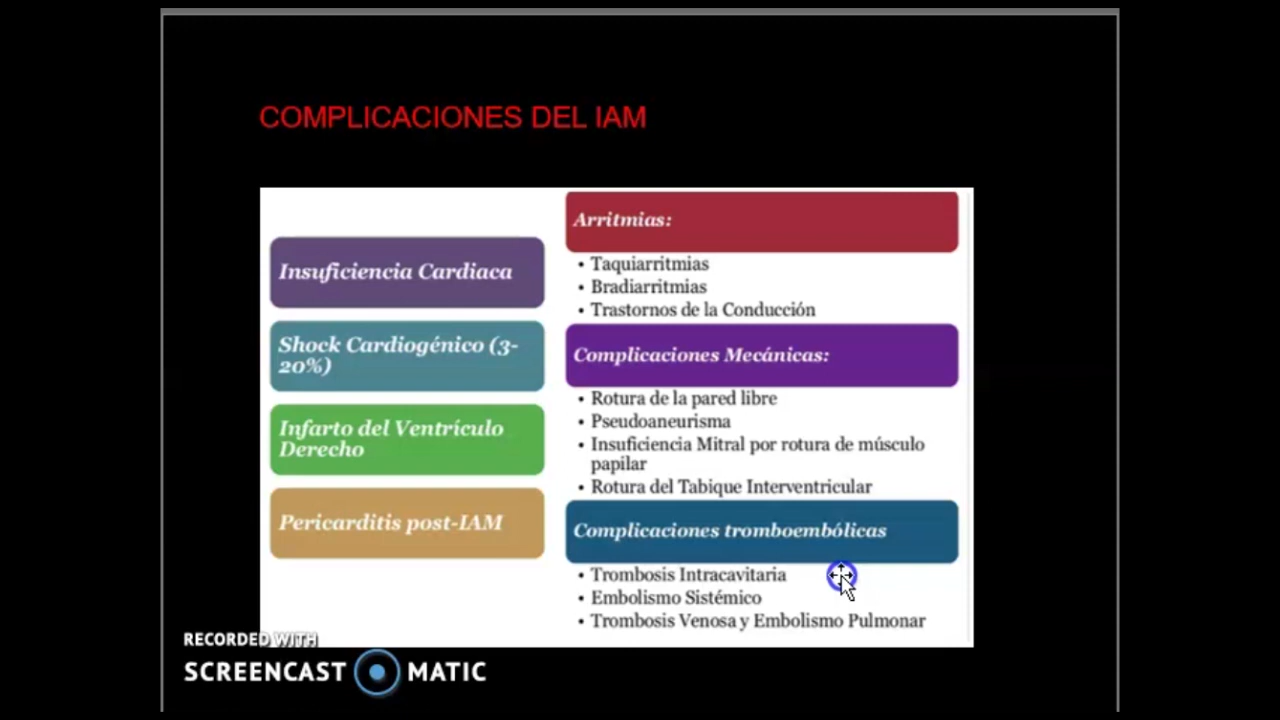 COMPLICACIONES DEL IAM
Insuficiencia Cardiaca
Shock Cardiogénico (3-
20%)
Infarto del Ventrículo
Derecho
Pericarditis post-IAM
Arritmias:
• Taquiarritmias
• Bradiarritmias
• Trastornos de la Conducción
Complicaciones Mecánicas:
• Rotura de la pared libre
• Pseudoaneurisma
• Insuficiencia Mitral por rotura de músculo
papilar
• Rotura del Tabique Interventricular
Complicaciones tromboembólicas
• Trombosis Intracavitaria
• Embolismo Sistémico
• Trombosis Venosa y Embolismo Pulmonar
RECORDED WITH
SCREENCAST MATIC